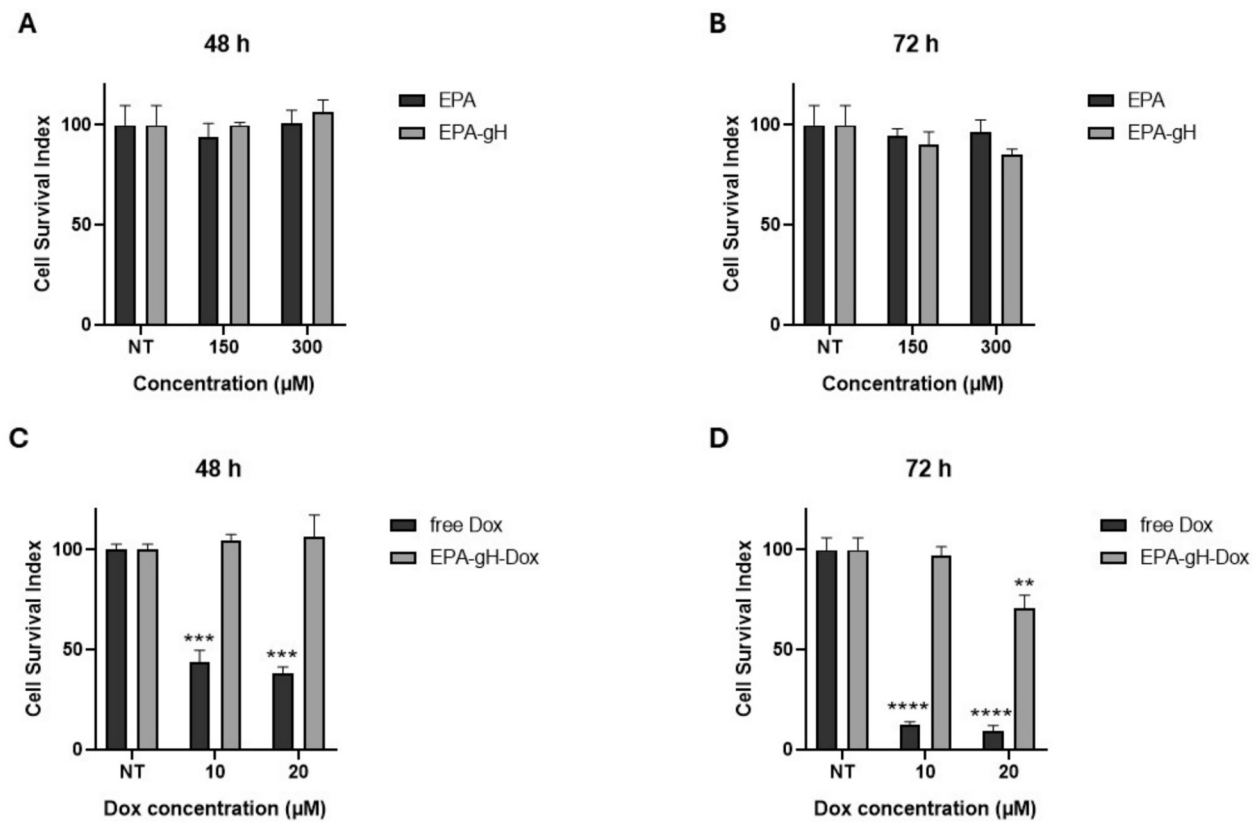 A
48 h
Cell Survival Index
100
50
0
NT 150 300
Concentration (µM)
EPA
EPA-gH
B
72 h
Cell Survival Index
100
50
0
NT 150 300
Concentration (µM)
EPA
EPA-gH
C
48 h
Cell Survival Index
100
50
0
***
***
NT 10 20
Dox concentration (µM)
free Dox
EPA-gH-Dox
D
72 h
Cell Survival Index
100
50
0
**
****
****
NT 10 20
Dox concentration (µM)
free Dox
EPA-gH-Dox